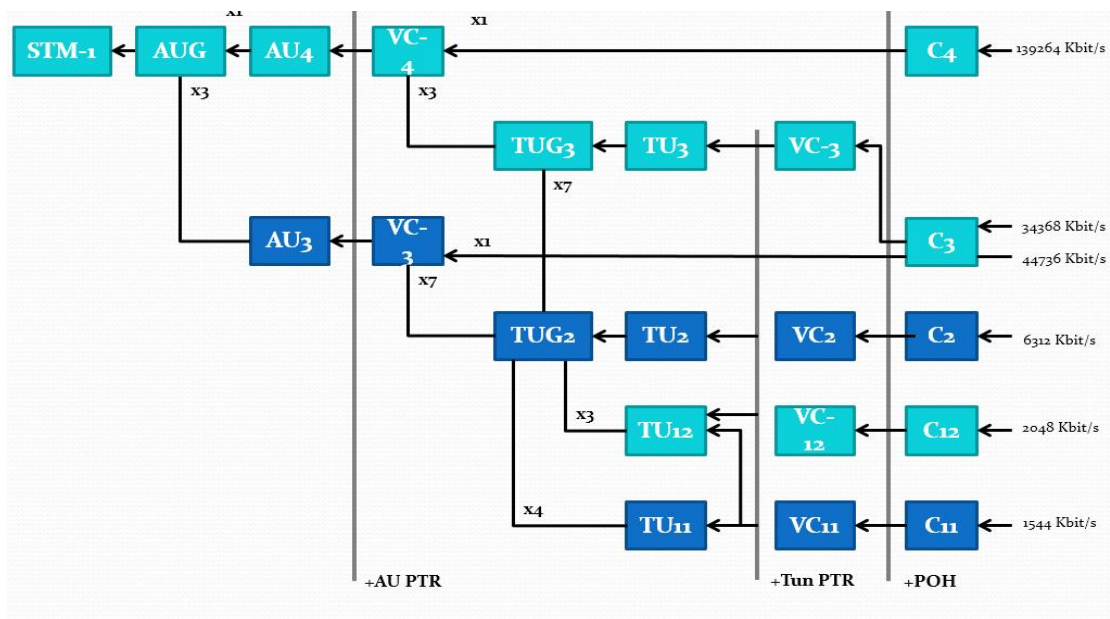 x1
x1
STM-1
AUG
AU4
VC-
4
C4
139264 Kbit/s
x3
x3
TUG3
TU3
VC-3
x7
34368 Kbit/s
AU3
VC-
3
x1
C3
44736 Kbit/s
x7
TUG2
TU2
VC2
C2
6312 Kbit/s
x3
TU12
VC-
12
C12
2048 Kbit/s
x4
TU11
VC11
C11
1544 Kbit/s
+AU PTR
+Tun PTR
+POH